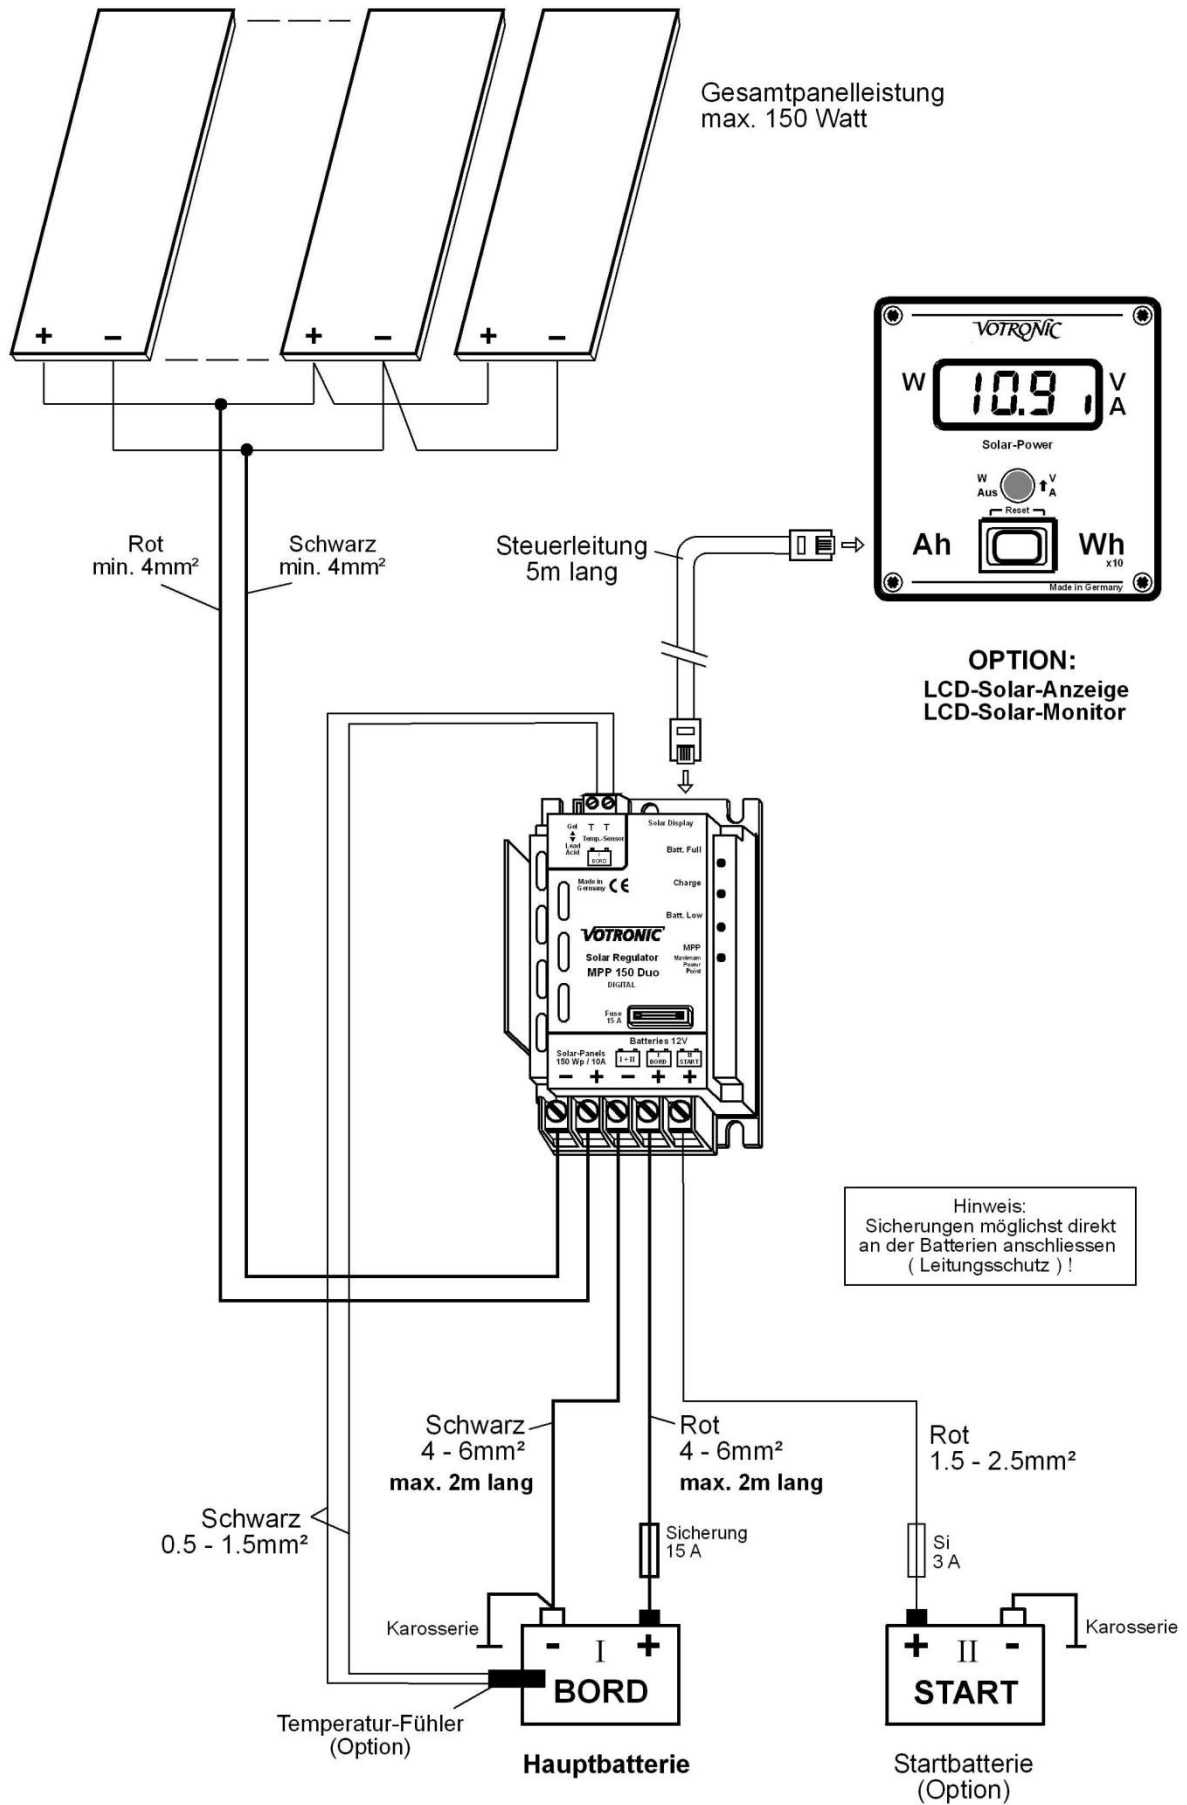 Gesamtpanelleistung
max. 150 Watt
+ − + − + −
VOTRONIC
W
10.9
V
A
Solar-Power
W
Aus
V
A
Reset
Ah
Wh
x10
Made in Germany
OPTION:
LCD-Solar-Anzeige
LCD-Solar-Monitor
Rot
min. 4mm²
Schwarz
min. 4mm²
Steuerleitung
5m lang
Gel
Lead
Acid
T T
Temp.-Sensor
I
BORD
Solar Display
Batt. Full
Made in
Germany CE
Charge
Batt. Low
VOTRONIC
Solar Regulator
MPP 150 Duo
DIGITAL
MPP
Maximum
Power
Point
Fuse
15 A
Batteries 12V
Solar-Panels
150 Wp / 10A
I + II
I
BORD
II
START
− + − + +
Hinweis:
Sicherungen möglichst direkt
an der Batterien anschliessen
( Leitungsschutz ) !
Schwarz
4 - 6mm²
max. 2m lang
Rot
4 - 6mm²
max. 2m lang
Rot
1.5 - 2.5mm²
Schwarz
0.5 - 1.5mm²
Sicherung
15 A
Si
3 A
Karosserie
- I +
BORD
+ II -
START
Karosserie
Temperatur-Fühler
(Option)
Hauptbatterie
Startbatterie
(Option)